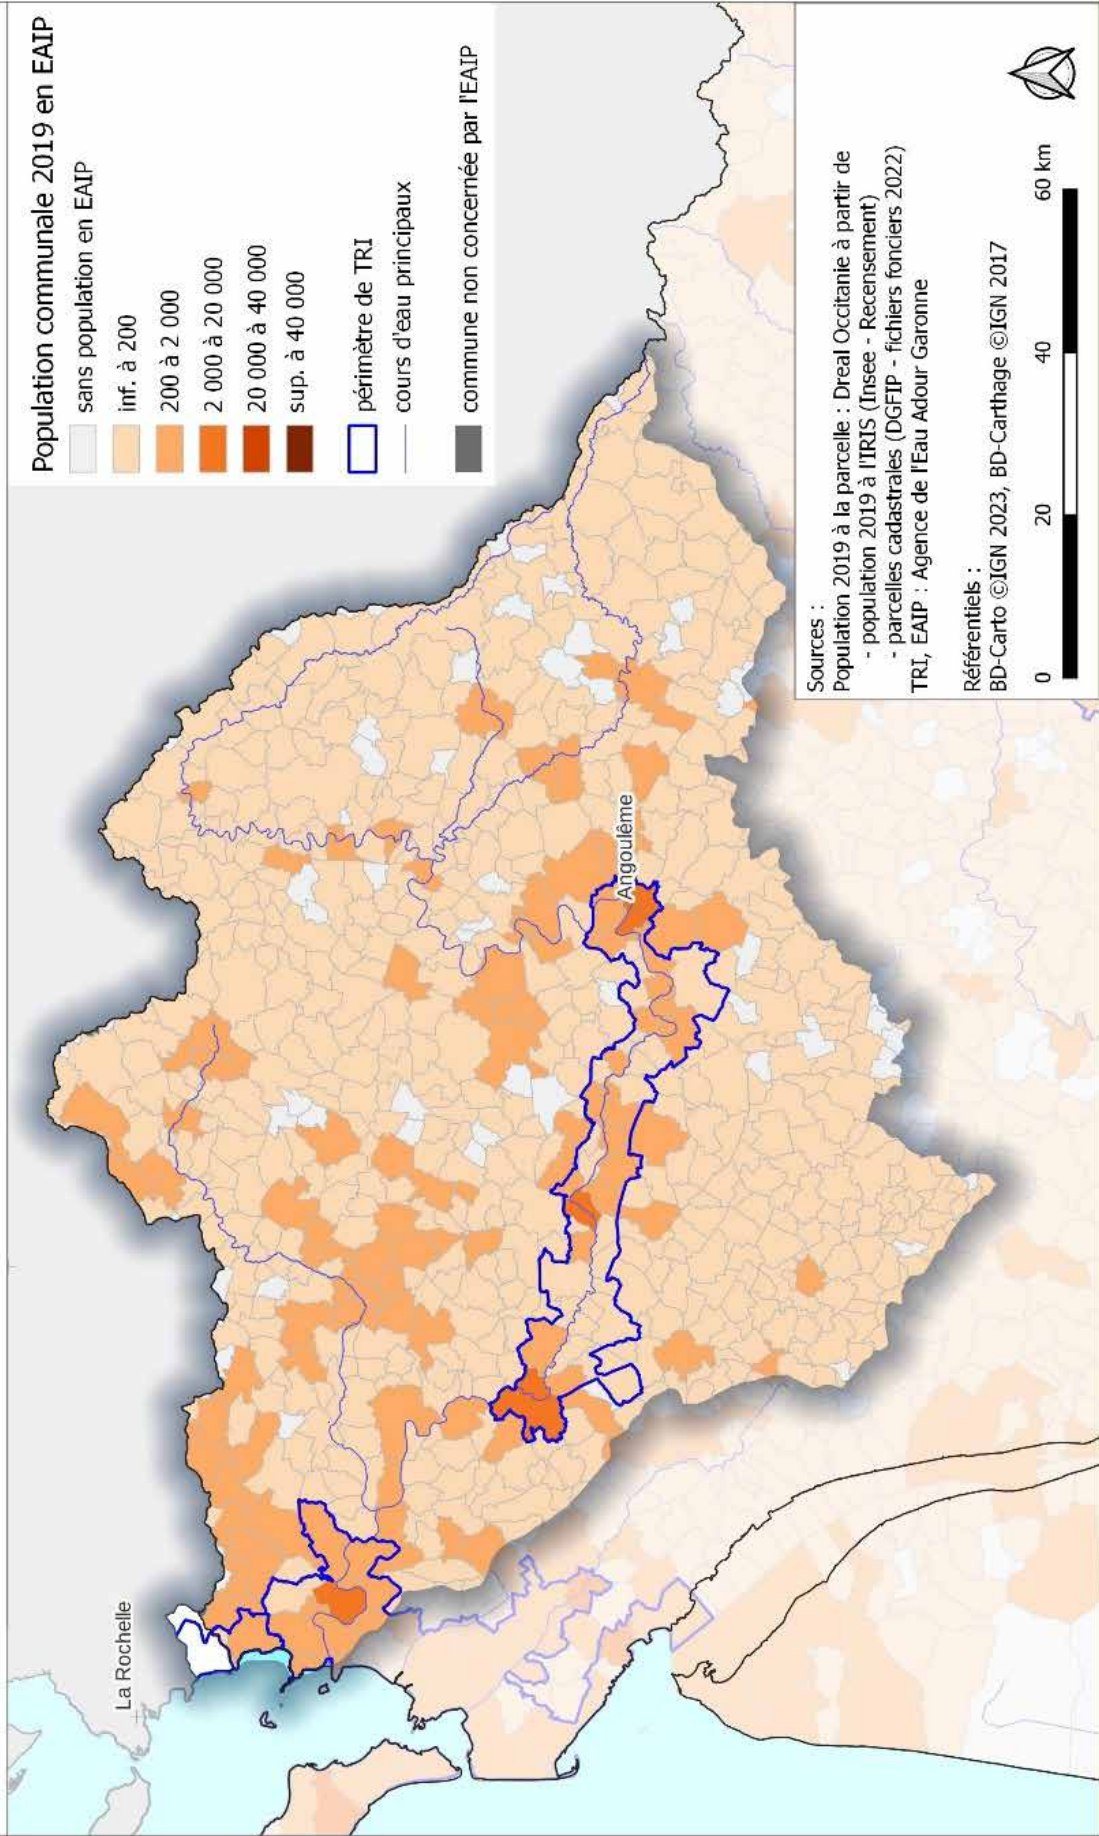 Population communale 2019 en EAIP
sans population en EAIP
inf. à 200
200 à 2 000
2 000 à 20 000
20 000 à 40 000
sup. à 40 000
périmètre de TRI
cours d'eau principaux
commune non concernée par l'EAIP
La Rochelle
Angoulême
Sources :
Population 2019 à la parcelle : Dreal Occitanie à partir de
- population 2019 à l'IRIS (Insee - Recensement)
- parcelles cadastrales (DGFIP - fichiers fonciers 2022)
TRI, EAIP : Agence de l'Eau Adour Garonne
Référentiels :
BD-Carto ©IGN 2023, BD-Carthage ©IGN 2017
0 20 40 60 km